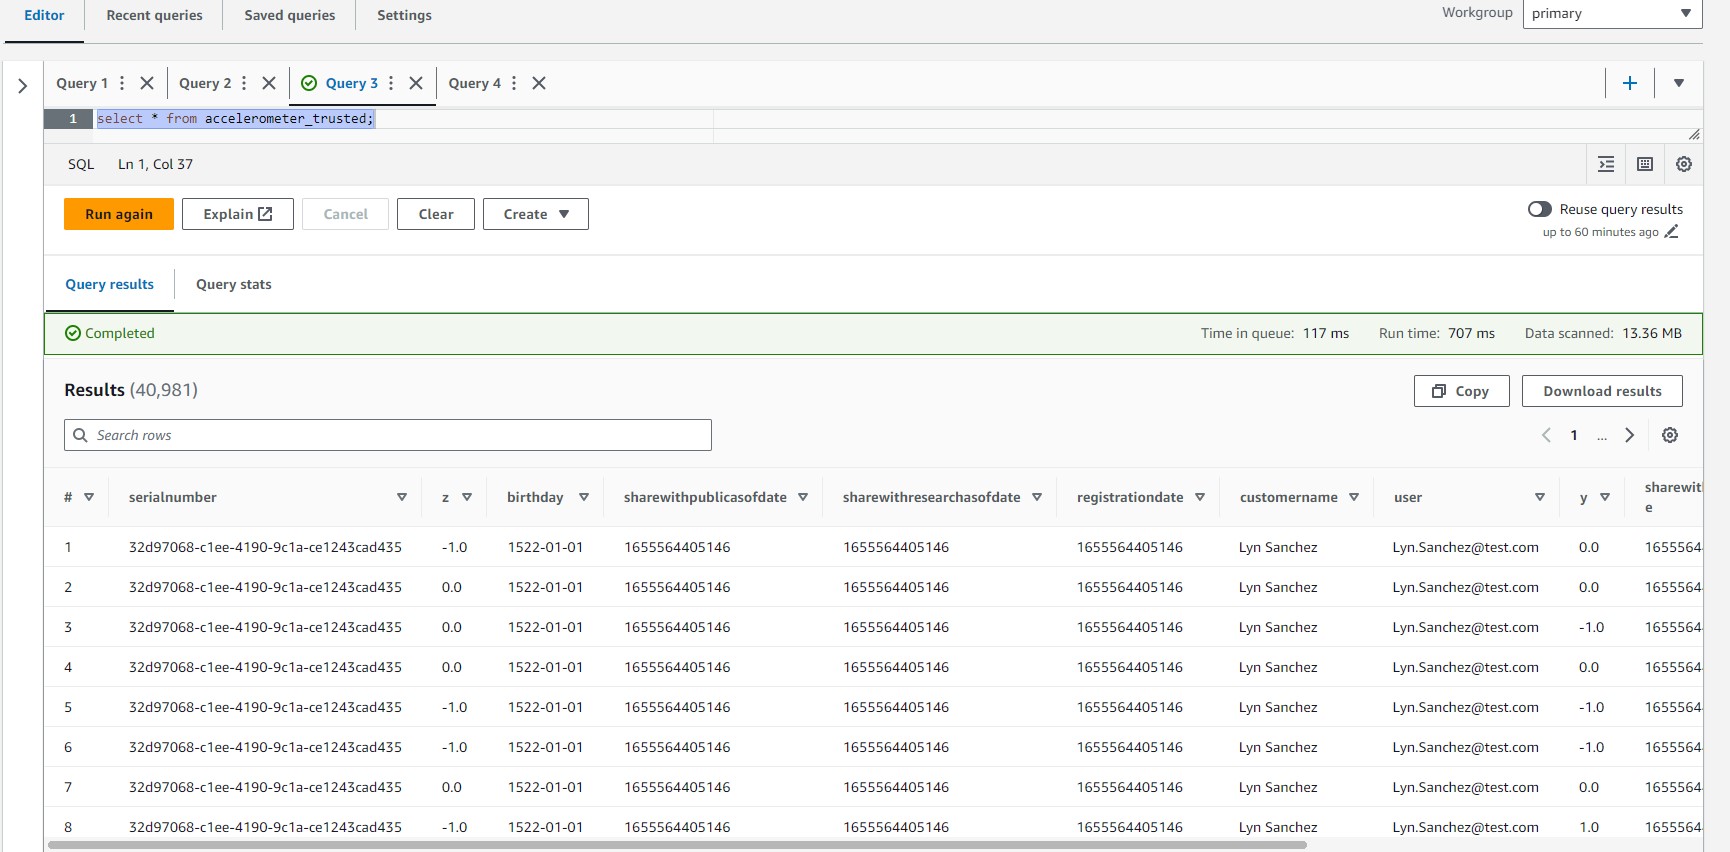 Editor Recent queries Saved queries Settings Workgroup primary
Query 1 Query 2 Query 3 Query 4
1 select * from accelerometer_trusted;
SQL Ln 1, Col 37
Run again Explain Cancel Clear Create Reuse query results
up to 60 minutes ago
Query results Query stats
Completed Time in queue: 117 ms Run time: 707 ms Data scanned: 13.36 MB
Results (40,981) Copy Download results
Search rows 1 ...
# serialnumber z birthday sharewithpublicasofdate sharewithresearchasofdate registrationdate customername user y sharewit
e
1 32d97068-c1ee-4190-9c1a-ce1243cad435 -1.0 1522-01-01 1655564405146 1655564405146 1655564405146 Lyn Sanchez Lyn.Sanchez@test.com 0.0 1655564
2 32d97068-c1ee-4190-9c1a-ce1243cad435 0.0 1522-01-01 1655564405146 1655564405146 1655564405146 Lyn Sanchez Lyn.Sanchez@test.com 0.0 1655564
3 32d97068-c1ee-4190-9c1a-ce1243cad435 0.0 1522-01-01 1655564405146 1655564405146 1655564405146 Lyn Sanchez Lyn.Sanchez@test.com -1.0 1655564
4 32d97068-c1ee-4190-9c1a-ce1243cad435 0.0 1522-01-01 1655564405146 1655564405146 1655564405146 Lyn Sanchez Lyn.Sanchez@test.com 0.0 1655564
5 32d97068-c1ee-4190-9c1a-ce1243cad435 -1.0 1522-01-01 1655564405146 1655564405146 1655564405146 Lyn Sanchez Lyn.Sanchez@test.com -1.0 1655564
6 32d97068-c1ee-4190-9c1a-ce1243cad435 -1.0 1522-01-01 1655564405146 1655564405146 1655564405146 Lyn Sanchez Lyn.Sanchez@test.com -1.0 1655564
7 32d97068-c1ee-4190-9c1a-ce1243cad435 0.0 1522-01-01 1655564405146 1655564405146 1655564405146 Lyn Sanchez Lyn.Sanchez@test.com 0.0 1655564
8 32d97068-c1ee-4190-9c1a-ce1243cad435 -1.0 1522-01-01 1655564405146 1655564405146 1655564405146 Lyn Sanchez Lyn.Sanchez@test.com 1.0 1655564